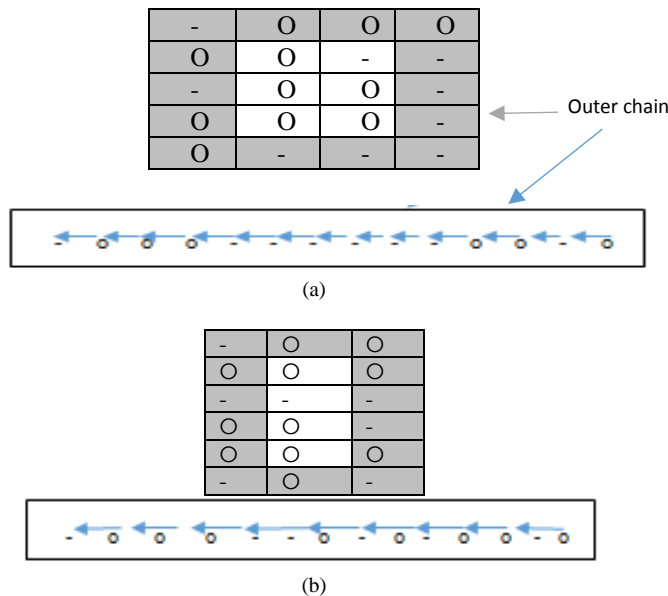 - O O O
O O - -
- O O -
O O O -
O - - -
Outer chain
- o o o - - - - - - o o - o
(a)
- O O
O O O
- - -
O O -
O O O
- O -
- o o o - - o - o - o o - o
(b)